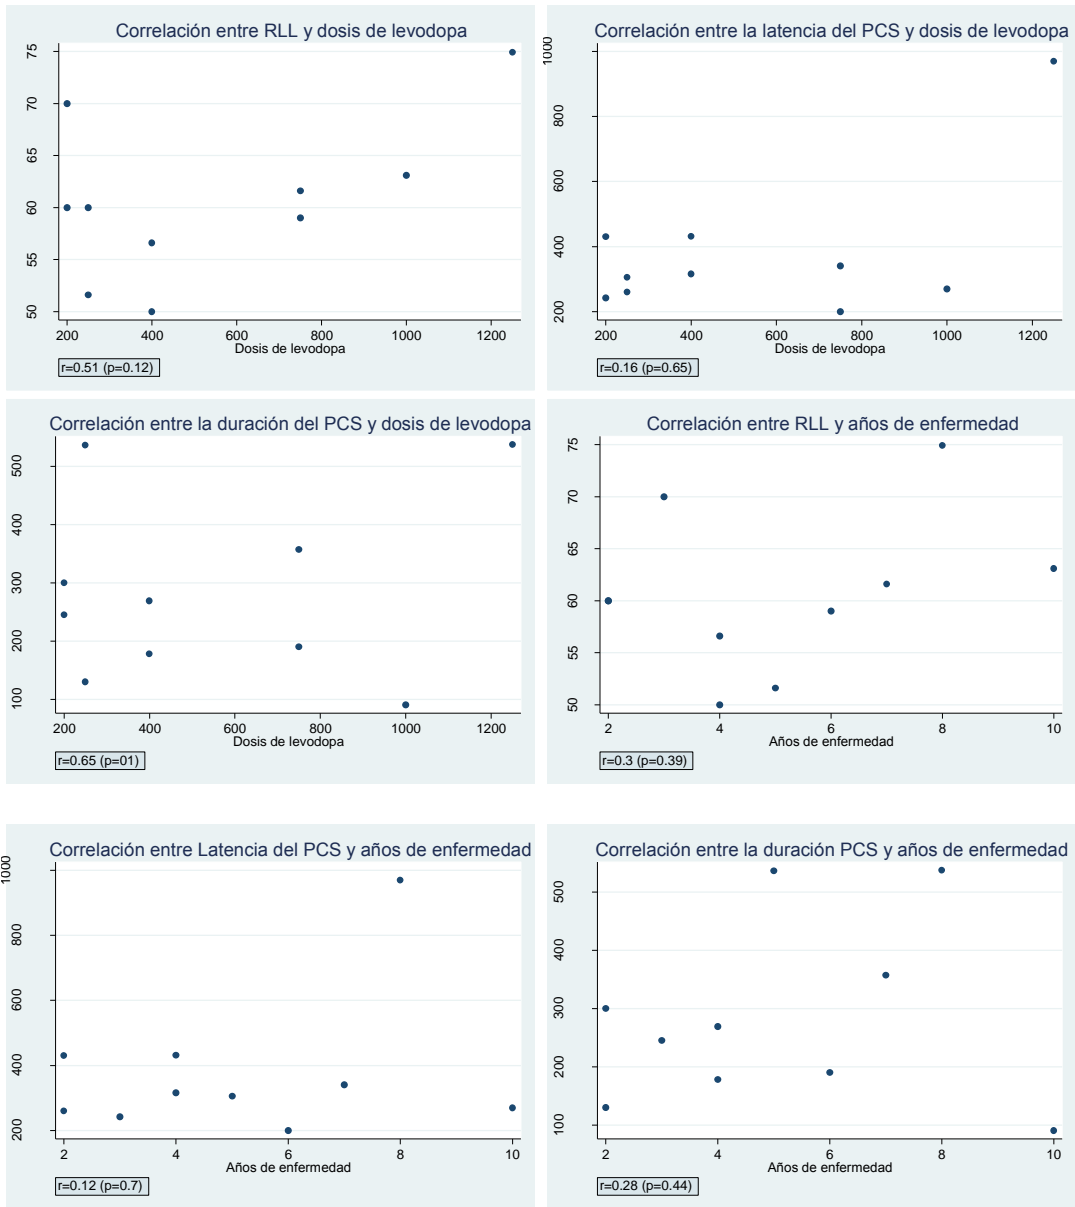 Correlación entre RLL y dosis de levodopa
75
70
65
60
55
50
200 400 600 800 1000 1200
Dosis de levodopa
r=0.51 (p=0.12)
Correlación entre la latencia del PCS y dosis de levodopa
1000
800
600
400
200
200 400 600 800 1000 1200
Dosis de levodopa
r=0.16 (p=0.65)
Correlación entre la duración del PCS y dosis de levodopa
500
400
300
200
100
200 400 600 800 1000 1200
Dosis de levodopa
r=0.65 (p=01)
Correlación entre RLL y años de enfermedad
75
70
65
60
55
50
2 4 6 8 10
Años de enfermedad
r=0.3 (p=0.39)
Correlación entre Latencia del PCS y años de enfermedad
1000
800
600
400
200
2 4 6 8 10
Años de enfermedad
r=0.12 (p=0.7)
Correlación entre la duración PCS y años de enfermedad
500
400
300
200
100
2 4 6 8 10
Años de enfermedad
r=0.28 (p=0.44)